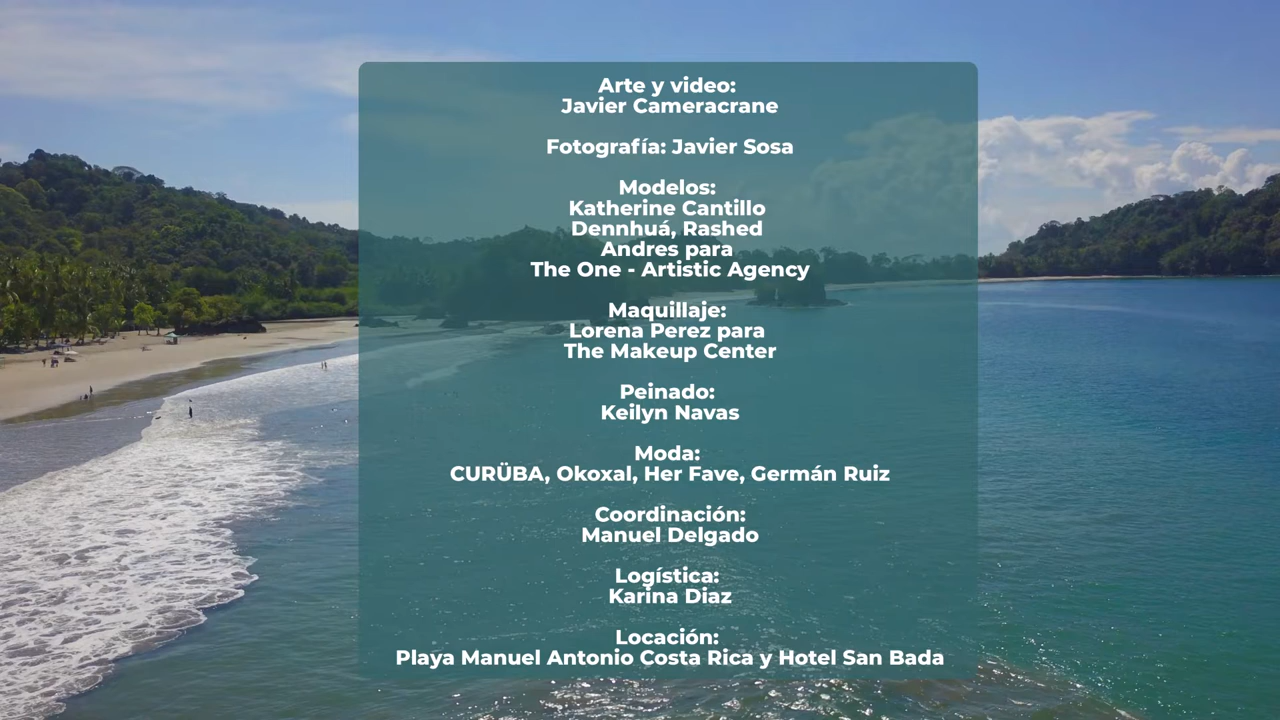 Arte y video:
Javier Cameracrane
Fotografía: Javier Sosa
Modelos:
Katherine Cantillo
Dennhuá, Rashed
Andres para
The One - Artistic Agency
Maquillaje:
Lorena Perez para
The Makeup Center
Peinado:
Keilyn Navas
Moda:
CURÜBA, Okoxal, Her Fave, Germán Ruiz
Coordinación:
Manuel Delgado
Logística:
Karina Diaz
Locación:
Playa Manuel Antonio Costa Rica y Hotel San Bada